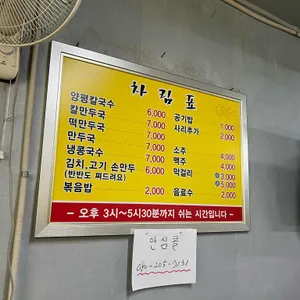 차림표
양평칼국수 6,000
칼만두국 7,000
떡만두국 7,000
만두국 7,000
냉콩국수 7,000
김치,고기 손만두 6,000
(반반도 써드려요)
볶음밥 2,000
공기밥 1,000
사리추가 2,000
소주 4,000
맥주 4,000
막걸리 3,000
5,000
음료수 2,000
- 오후 3시~5시30분까지 쉬는 시간입니다 -
"안심콜"